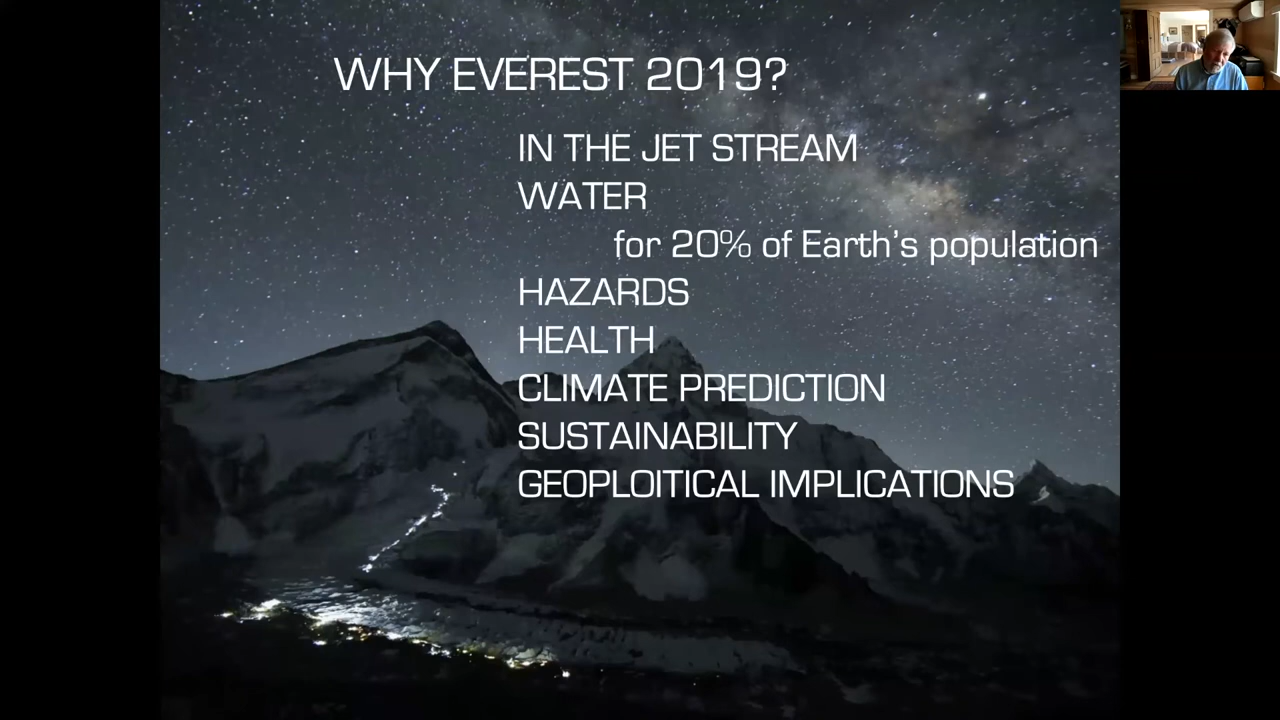 WHY EVEREST 2019?
IN THE JET STREAM
WATER
for 20% of Earth’s population
HAZARDS
HEALTH
CLIMATE PREDICTION
SUSTAINABILITY
GEOPLOITICAL IMPLICATIONS